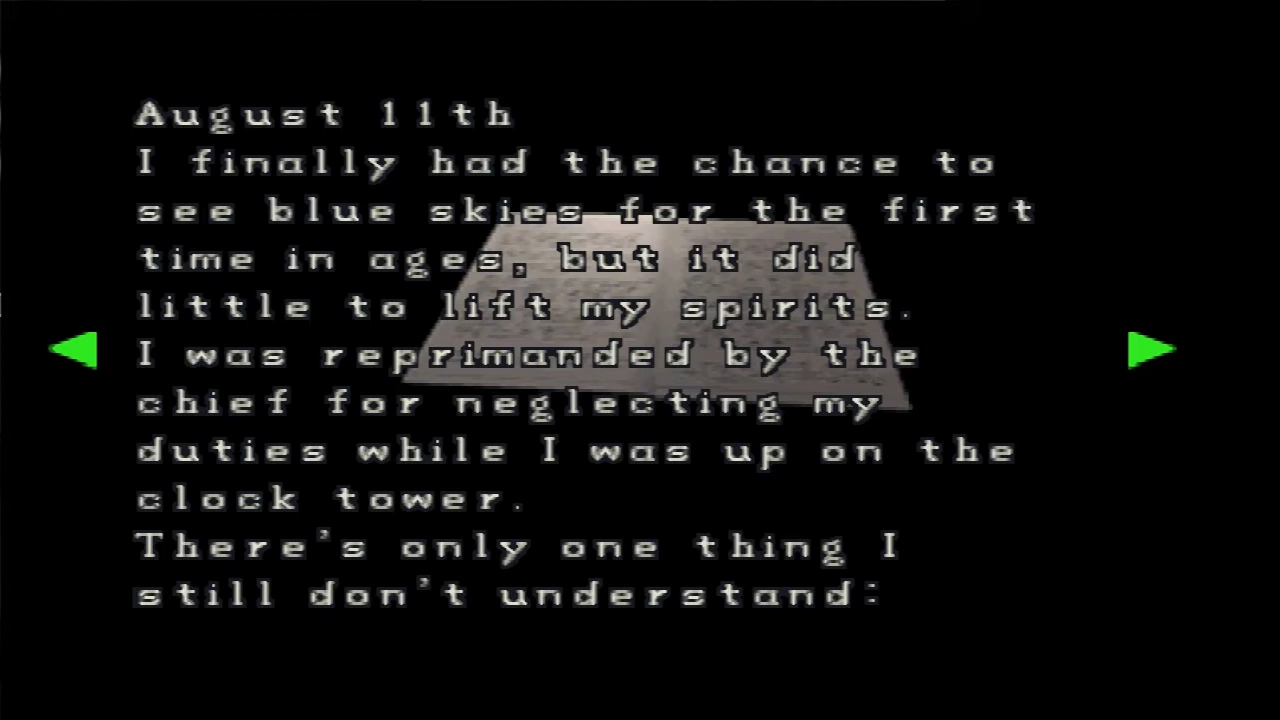 August 11th
I finally had the chance to
see blue skies for the first
time in ages, but it did
little to lift my spirits.
I was reprimanded by the
chief for neglecting my
duties while I was up on the
clock tower.
There's only one thing I
still don't understand: